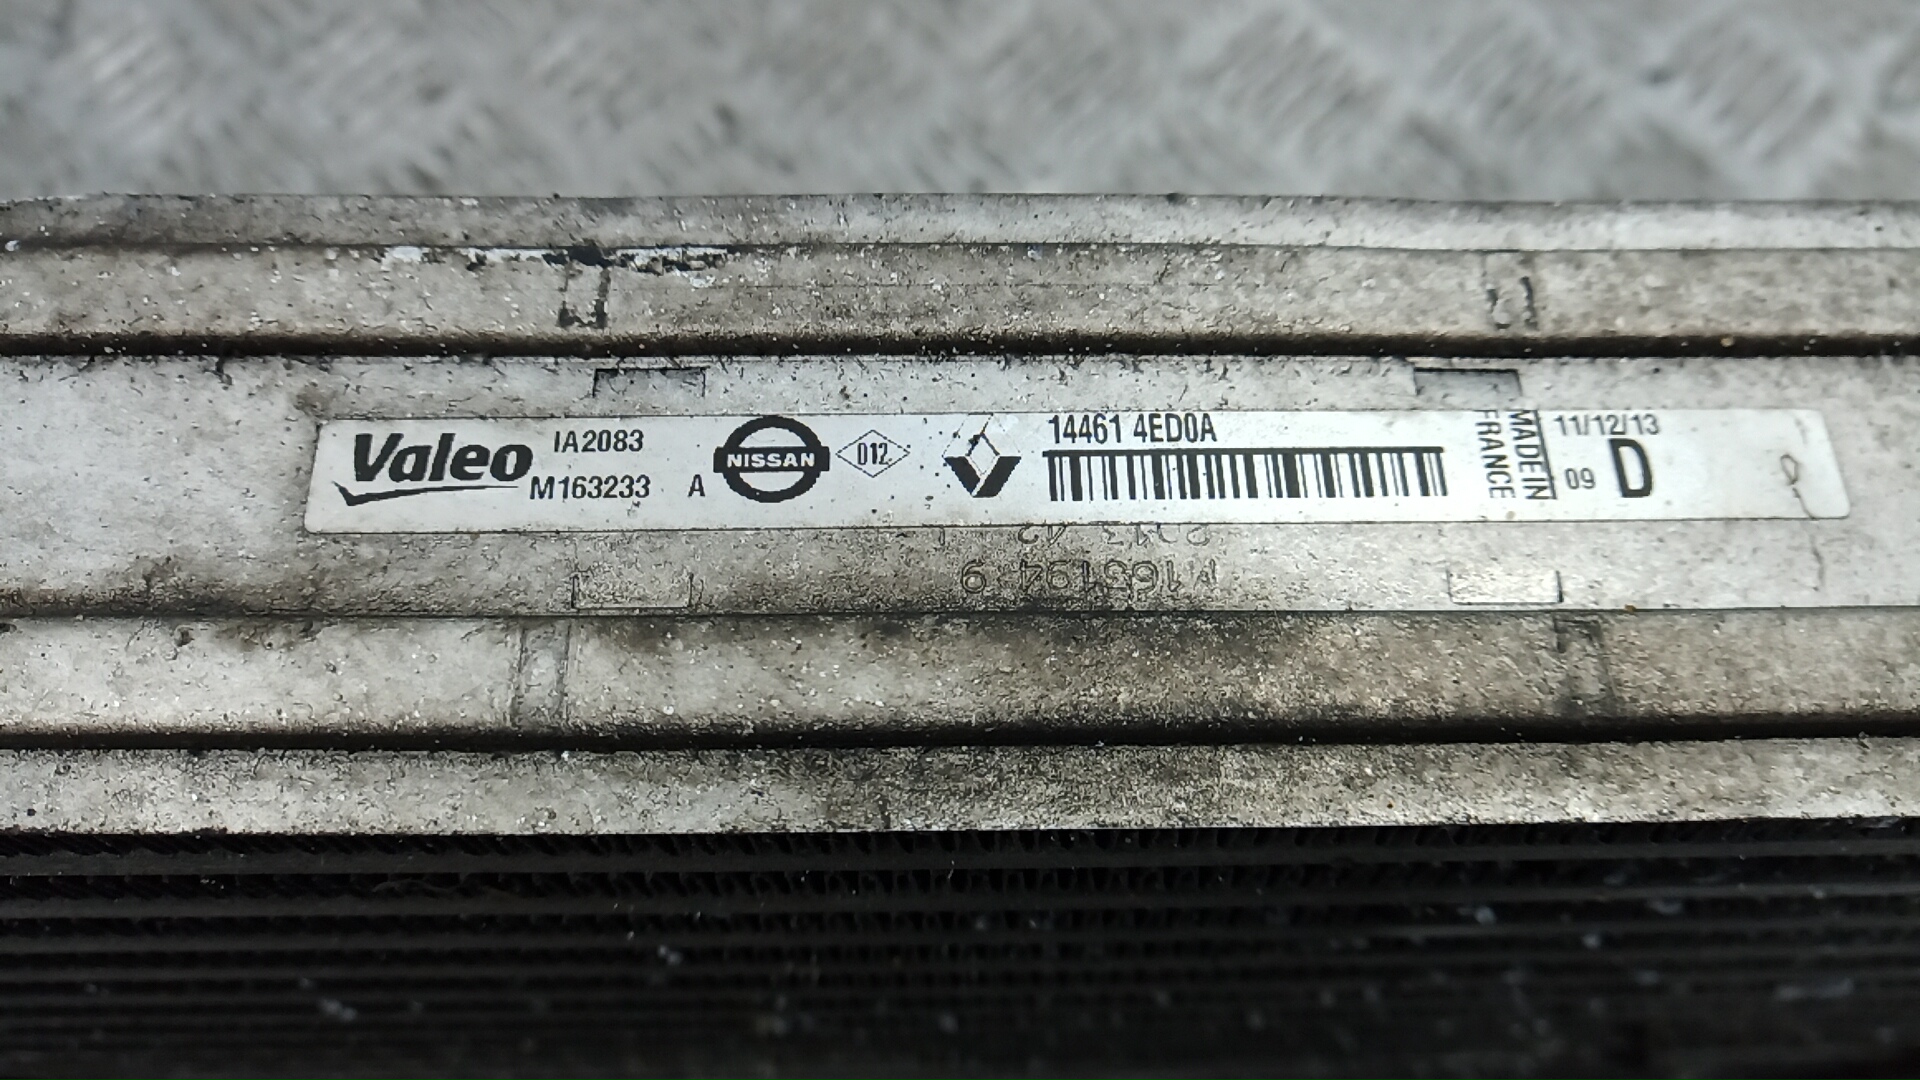 Valeo IA2083
M163233 A
NISSAN
D12
14461 4ED0A
MADE IN
FRANCE
11/12/13
09 D